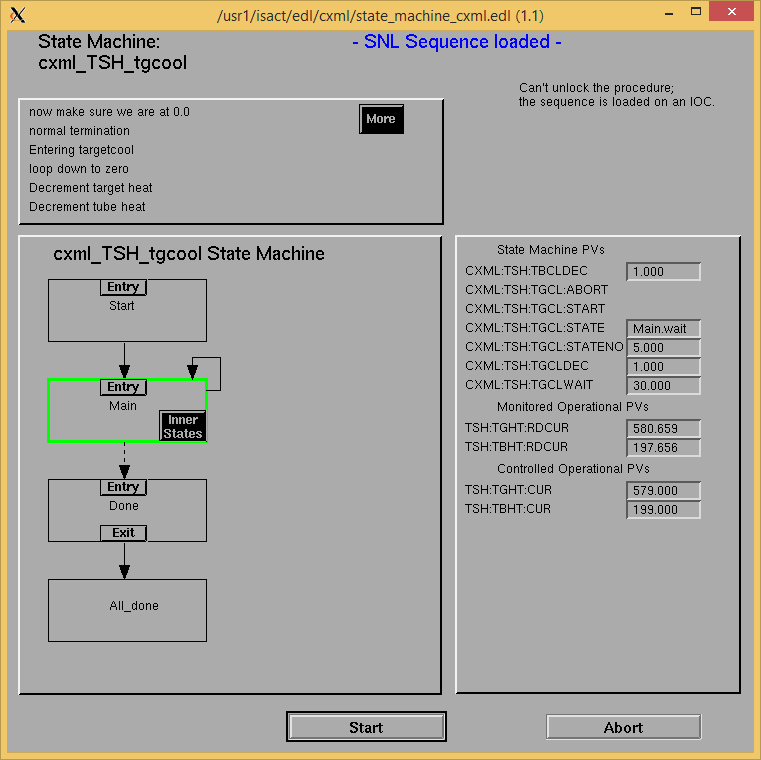 /usr1/isact/edl/cxml/state_machine_cxml.edl (1.1)
State Machine:
- SNL Sequence loaded -
cxml_TSH_tgcool
Can't unlock the procedure;
the sequence is loaded on an IOC.
now make sure we are at 0.0
More
normal termination
Entering targetcool
loop down to zero
Decrement target heat
Decrement tube heat
cxml_TSH_tgcool State Machine
Entry
Start
Entry
Main
Inner
States
Entry
Done
Exit
All_done
State Machine PVs
CXML:TSH:TBCLDEC 1.000
CXML:TSH:TGCL:ABORT
CXML:TSH:TGCL:START
CXML:TSH:TGCL:STATE Main.wait
CXML:TSH:TGCL:STATENO 5.000
CXML:TSH:TGCLDEC 1.000
CXML:TSH:TGCLWAIT 30.000
Monitored Operational PVs
TSH:TGHT:RDCUR 580.659
TSH:TBHT:RDCUR 197.656
Controlled Operational PVs
TSH:TGHT:CUR 579.000
TSH:TBHT:CUR 199.000
Start
Abort